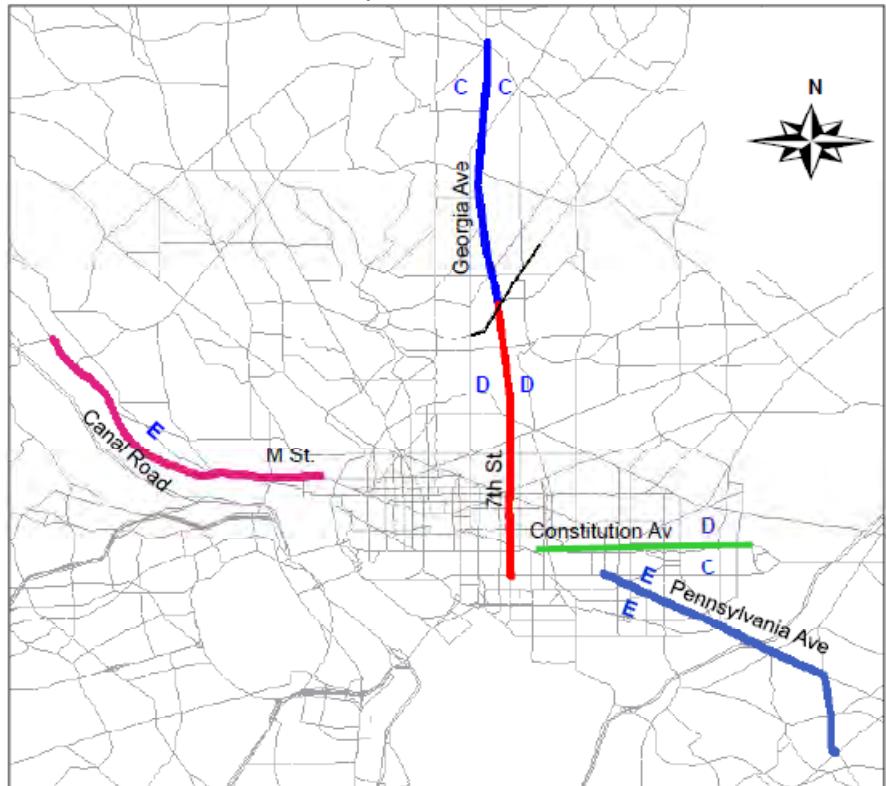 C C
N
Georgia Ave
D D
Canal Road
E
M St.
7th St.
Constitution Av
D
C
E
E
Pennsylvania Ave